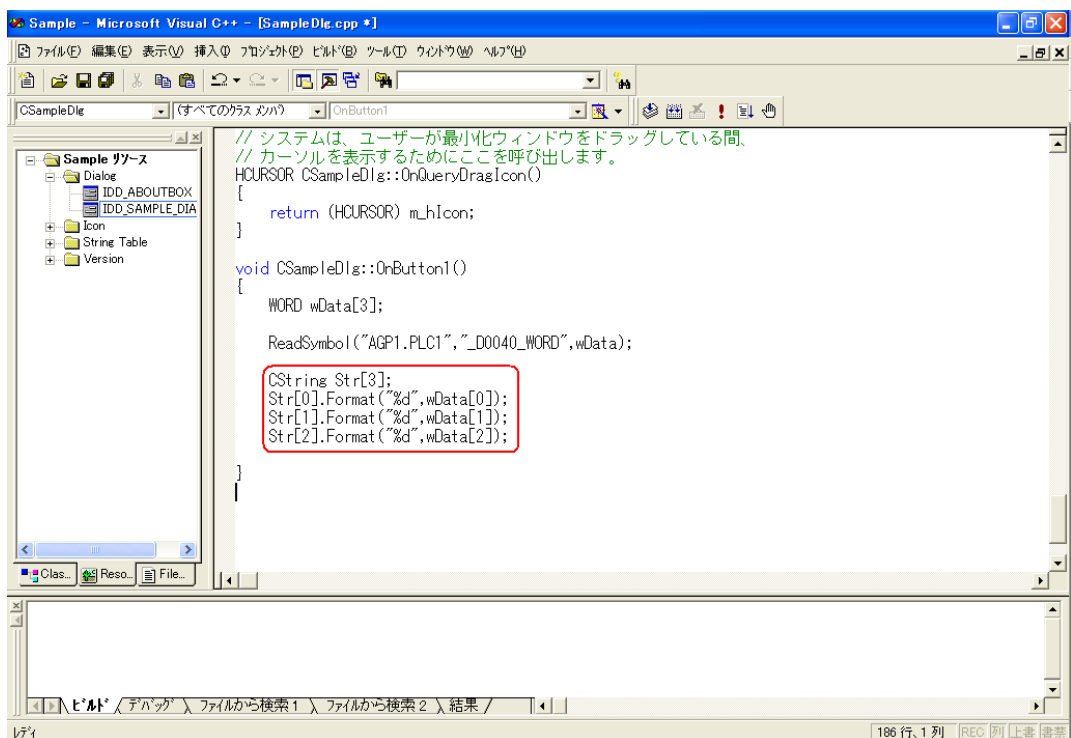 Sample - Microsoft Visual C++ - [SampleDlg.cpp *]
ファイル(F) 編集(E) 表示(V) 挿入(I) プロジェクト(P) ビルド(B) ツール(T) ウィンドウ(W) ヘルプ(H)
CSampleDlg (すべてのクラス メンバ) OnButton1
Sample リソース
Dialog
IDD_ABOUTBOX
IDD_SAMPLE_DIA
Icon
String Table
Version
// システムは、ユーザーが最小化ウィンドウをドラッグしている間、
// カーソルを表示するためにここを呼び出します。
HCURSOR CSampleDlg::OnQueryDragIcon()
{
return (HCURSOR) m_hIcon;
}
void CSampleDlg::OnButton1()
{
WORD wData[3];
ReadSymbol("AGP1.PLC1","_D0040_WORD",wData);
CString Str[3];
Str[0].Format("%d",wData[0]);
Str[1].Format("%d",wData[1]);
Str[2].Format("%d",wData[2]);
}
Clas... Reso... File...
ビルド デバッグ ファイルから検索1 ファイルから検索2 結果
レディ 186 行、1 列 REC 列 上書 書禁